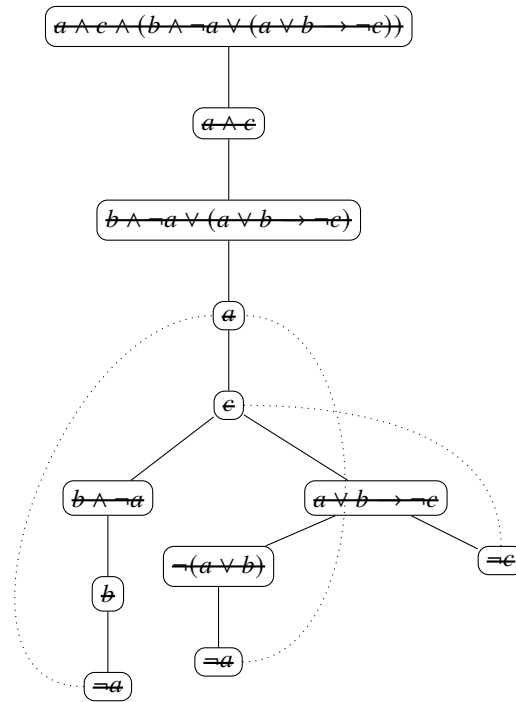 a ∧ c ∧ (b ∧ ¬a ∨ (a ∨ b → ¬c))
a ∧ c
b ∧ ¬a ∨ (a ∨ b → ¬c)
a
c
b ∧ ¬a
a ∨ b → ¬c
¬(a ∨ b)
¬c
b
¬a
¬a